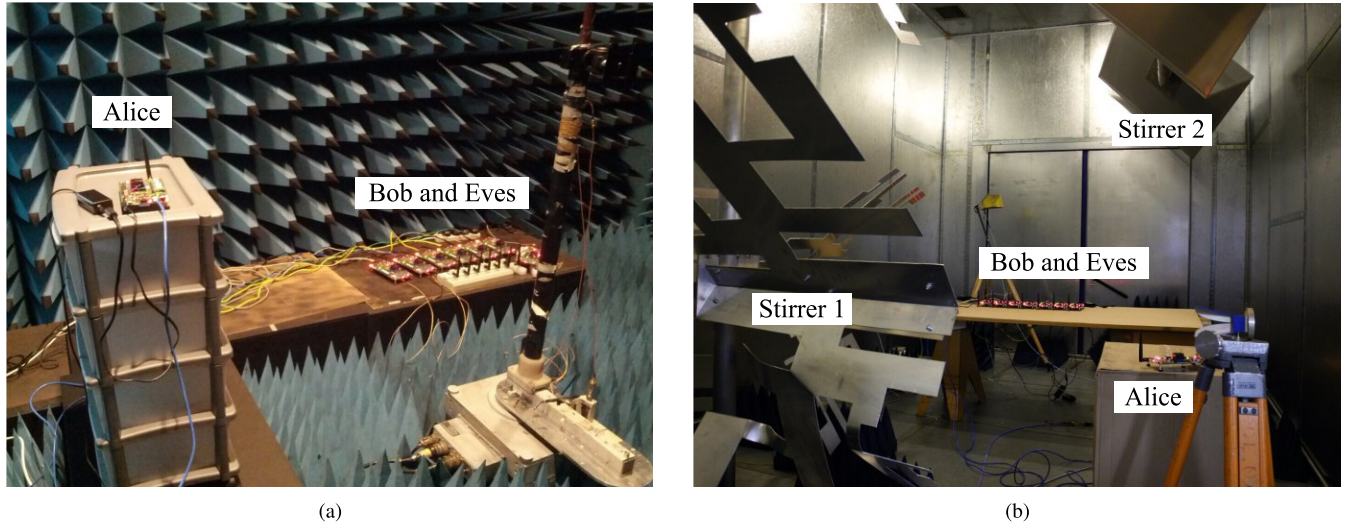 Alice
Bob and Eves
Stirrer 2
Bob and Eves
Stirrer 1
Alice
(a)
(b)